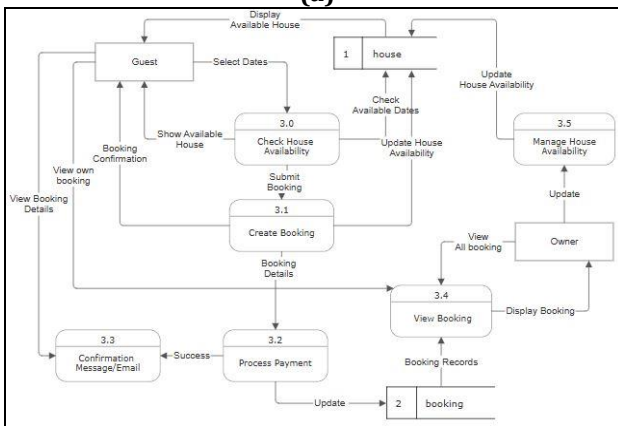 (a)
Display
Available House
Guest
Select Dates
1 house
Update
House Availability
Check
Available Dates
3.0
Check House
Availability
Show Available
House
Booking
Confirmation
Update House
Availability
3.5
Manage House
Availability
View own
booking
Submit
Booking
View Booking
Details
3.1
Create Booking
Update
View
All booking
Owner
Booking
Details
3.4
View Booking
Display Booking
3.3
Confirmation
Message/Email
Success
3.2
Process Payment
Booking Records
Update
2 booking